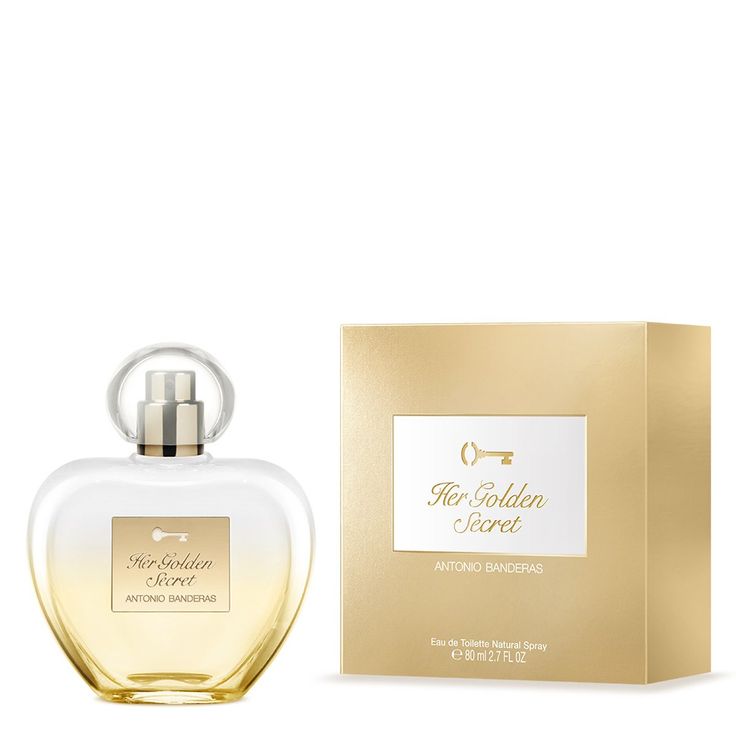 Her Golden
Secret
ANTONIO BANDERAS
Her Golden
Secret
ANTONIO BANDERAS
Eau de Toilette Natural Spray
℮ 80 ml 2.7 FL OZ